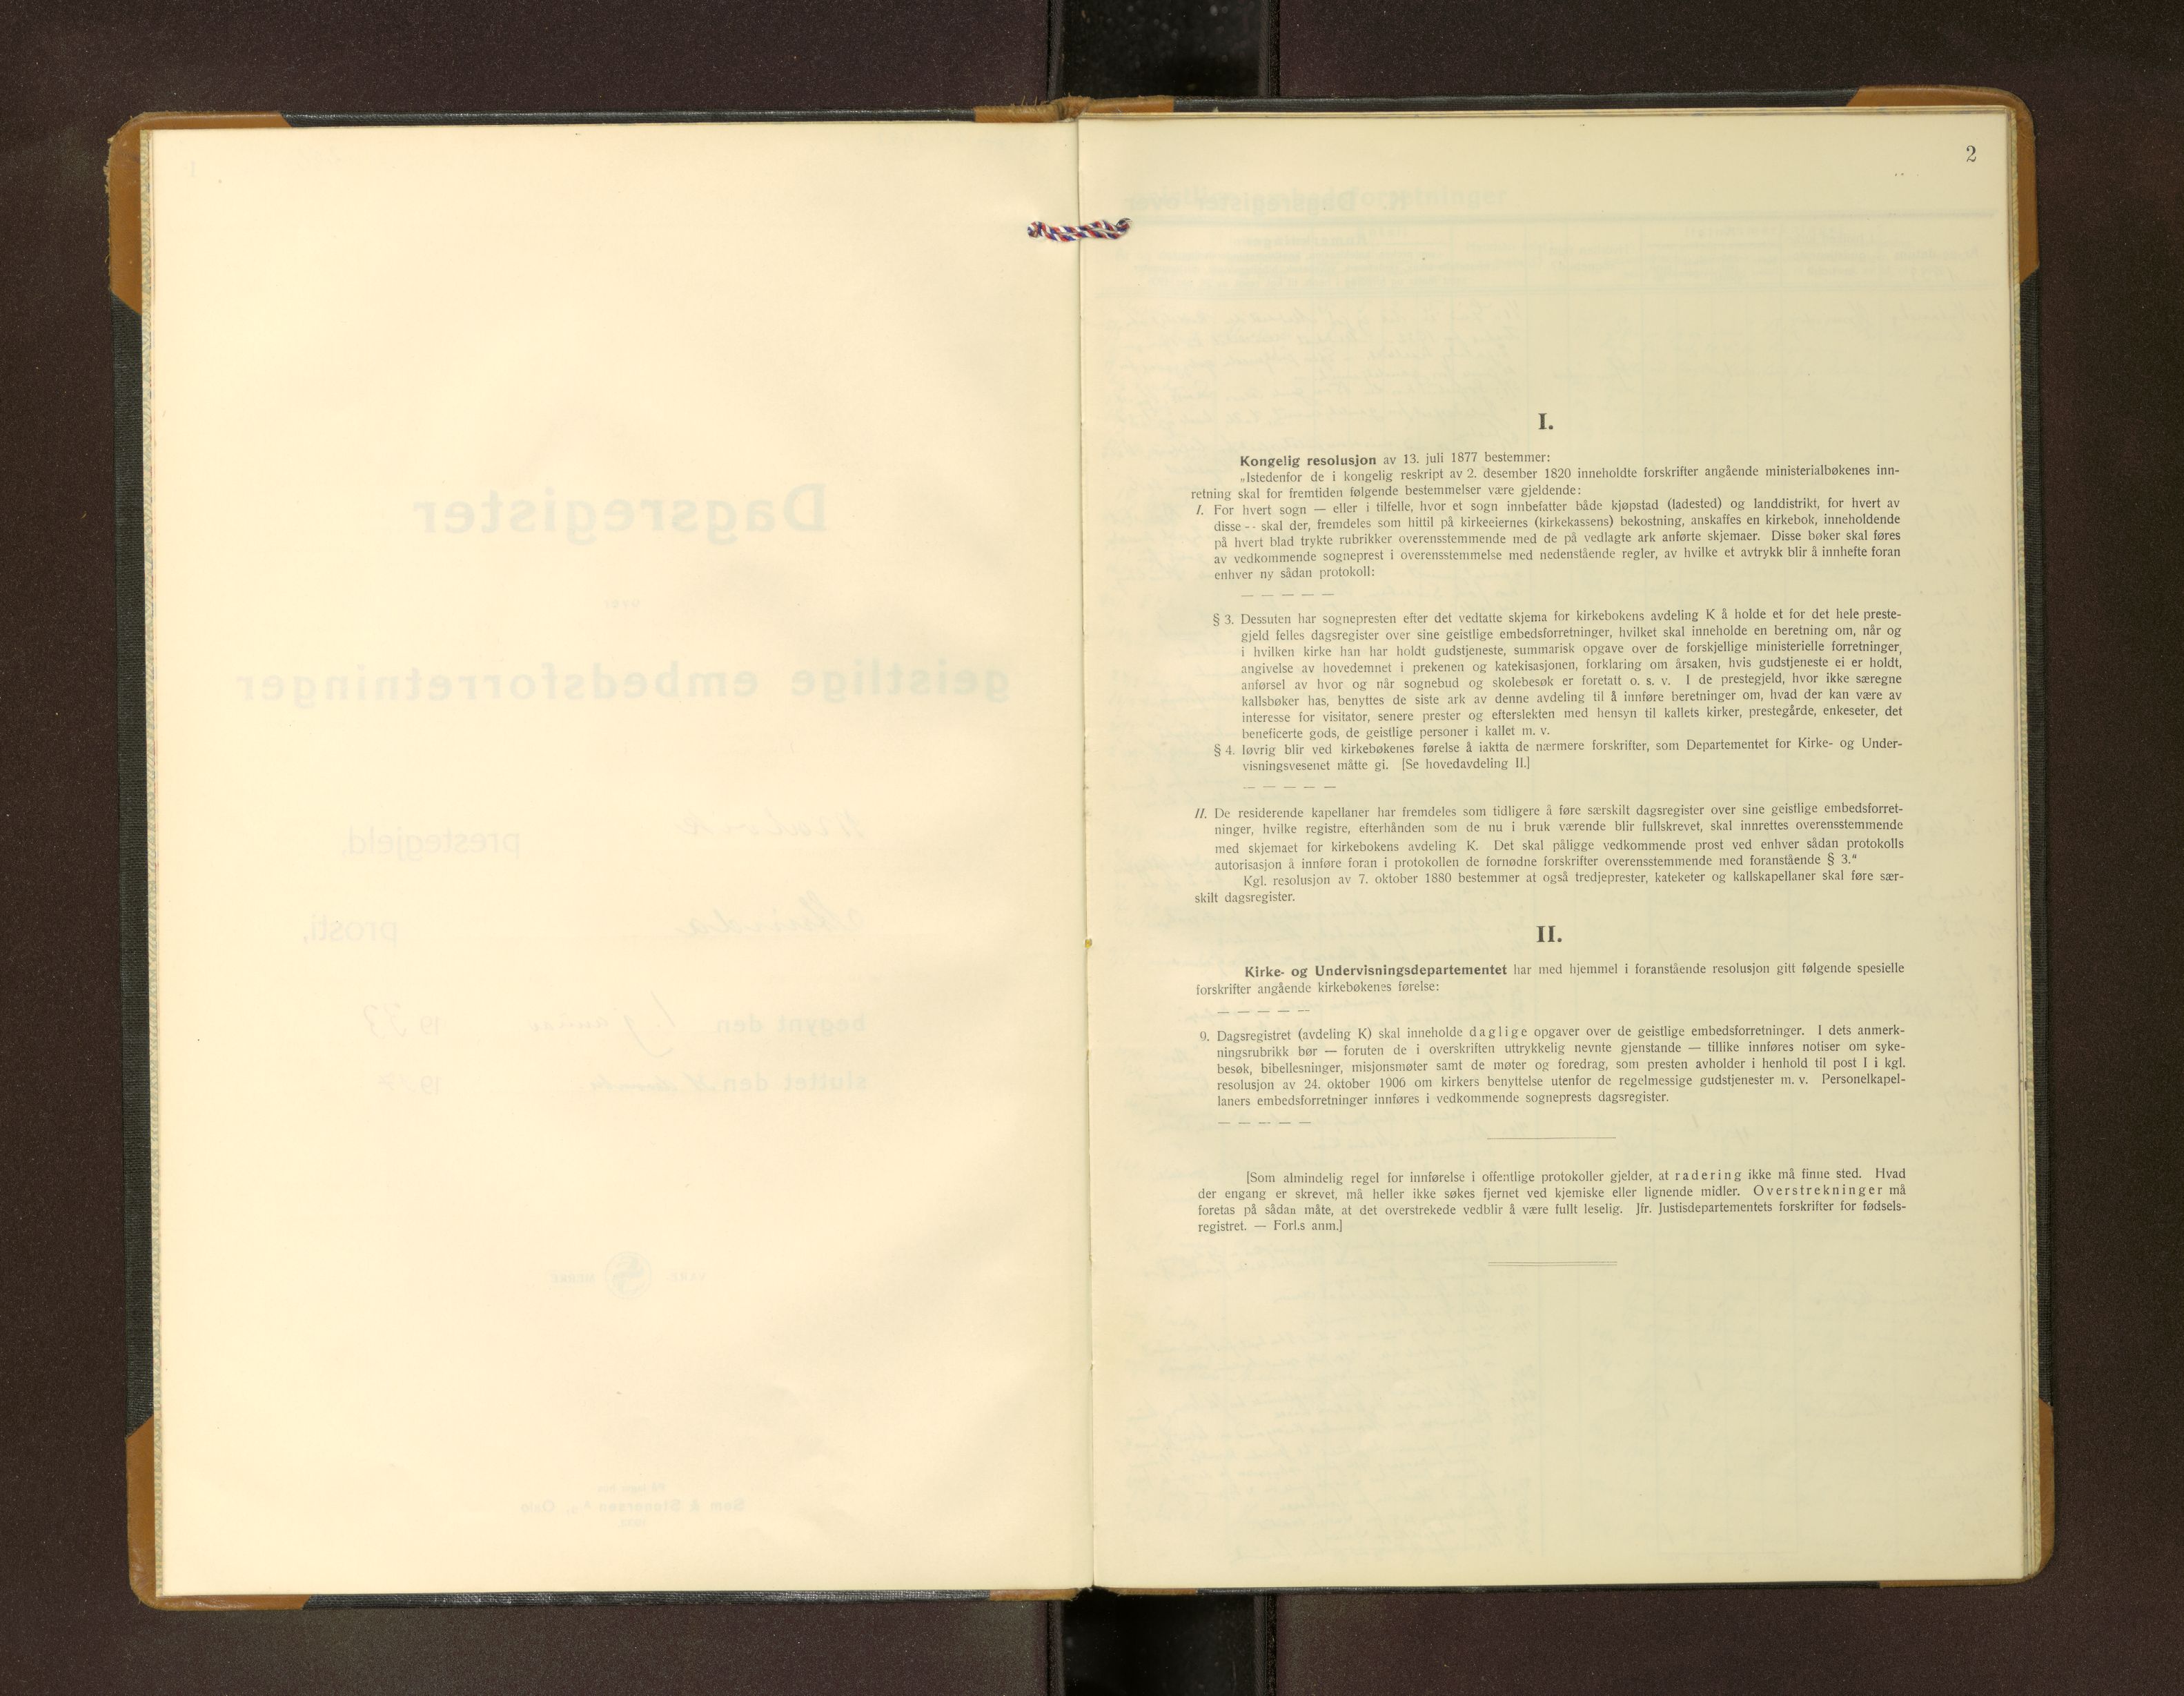 2
I.
Kongelig resolusjon av 13. juli 1877 bestemmer:
„Istedenfor de i kongelig reskript av 2. desember 1820 inneholdte forskrifter angående ministerialbøkenes inn-
retning skal for fremtiden følgende bestemmelser være gjeldende:
I. For hvert sogn — eller i tilfelle, hvor et sogn innbefatter både kjøpstad (ladested) og landdistrikt, for hvert av
disse -- skal der, fremdeles som hittil på kirkeeiernes (kirkekassens) bekostning, anskaffes en kirkebok, inneholdende
på hvert blad trykte rubrikker overensstemmende med de på vedlagte ark anførte skjemaer. Disse bøker skal føres
av vedkommende sogneprest i overensstemmelse med nedenstående regler, av hvilke et avtrykk blir å innhefte foran
enhver ny sådan protokoll:
— — — — —
§ 3. Dessuten har sognepresten efter det vedtatte skjema for kirkebokens avdeling K å holde et for det hele preste-
gjeld felles dagsregister over sine geistlige embedsforretninger, hvilket skal inneholde en beretning om, når og
i hvilken kirke han har holdt gudstjeneste, summarisk opgave over de forskjellige ministerielle forretninger,
angivelse av hovedemnet i prekenen og katekisasjonen, forklaring om årsaken, hvis gudstjeneste ei er holdt,
anførsel av hvor og når sognebud og skolebesøk er foretatt o. s. v. I de prestegjeld, hvor ikke særegne
kallsbøker has, benyttes de siste ark av denne avdeling til å innføre beretninger om, hvad der kan være av
interesse for visitator, senere prester og efterslekten med hensyn til kallets kirker, prestegårde, enkeseter, det
beneficerte gods, de geistlige personer i kallet m. v.
§ 4. Iøvrig blir ved kirkebøkenes førelse å iaktta de nærmere forskrifter, som Departementet for Kirke- og Under-
visningsvesenet måtte gi. [Se hovedavdeling II.]
— — — — —
II. De residerende kapellaner har fremdeles som tidligere å føre særskilt dagsregister over sine geistlige embedsforret-
ninger, hvilke registre, efterhånden som de nu i bruk værende blir fullskrevet, skal innrettes overensstemmende
med skjemaet for kirkebokens avdeling K. Det skal påligge vedkommende prost ved enhver sådan protokolls
autorisasjon å innføre foran i protokollen de fornødne forskrifter overensstemmende med foranstående § 3.“
Kgl. resolusjon av 7. oktober 1880 bestemmer at også tredjeprester, kateketer og kallskapellaner skal føre sær-
skilt dagsregister.
II.
Kirke- og Undervisningsdepartementet har med hjemmel i foranstående resolusjon gitt følgende spesielle
forskrifter angående kirkebøkenes førelse:
— — — — —
9. Dagsregistret (avdeling K) skal inneholde daglige opgaver over de geistlige embedsforretninger. I dets anmerk-
ningsrubrikk bør — foruten de i overskriften uttrykkelig nevnte gjenstande — tillike innføres notiser om syke-
besøk, bibellesninger, misjonsmøter samt de møter og foredrag, som presten avholder i henhold til post I i kgl.
resolusjon av 24. oktober 1906 om kirkers benyttelse utenfor de regelmessige gudstjenester m. v. Personelkapel-
laners embedsforretninger innføres i vedkommende sogneprests dagsregister.
— — — — —
[Som almindelig regel for innførelse i offentlige protokoller gjelder, at radering ikke må finne sted. Hvad
der engang er skrevet, må heller ikke søkes fjernet ved kjemiske eller lignende midler. Overstrekninger må
foretas på sådan måte, at det overstrekede vedblir å være fullt leselig. Jfr. Justisdepartementets forskrifter for fødsels-
registret. — Forl.s anm.]